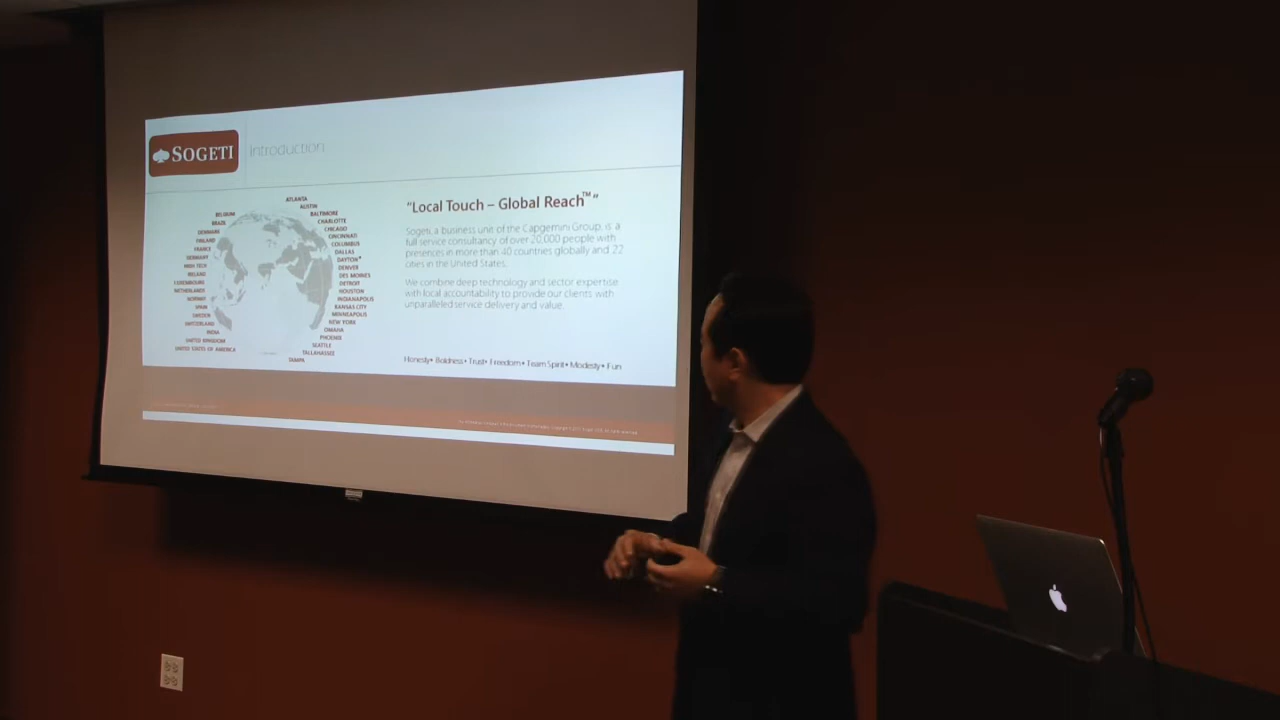 SOGETI
Introduction
ATLANTA
AUSTIN
BALTIMORE
CHARLOTTE
CHICAGO
CINCINNATI
COLUMBUS
DALLAS
DAYTON*
DENVER
DES MOINES
DETROIT
HOUSTON
INDIANAPOLIS
KANSAS CITY
MINNEAPOLIS
NEW YORK
OMAHA
PHOENIX
SEATTLE
TALLAHASSEE
TAMPA
BELGIUM
BRAZIL
DENMARK
FINLAND
FRANCE
GERMANY
HIGH TECH
IRELAND
LUXEMBOURG
NETHERLANDS
NORWAY
SPAIN
SWEDEN
SWITZERLAND
INDIA
UNITED KINGDOM
UNITED STATES OF AMERICA
"Local Touch – Global Reach™"
Sogeti, a business unit of the Capgemini Group, is a
full service consultancy of over 20,000 people with
presences in more than 40 countries globally and 22
cities in the United States.
We combine deep technology and sector expertise
with local accountability to provide our clients with
unparalleled service delivery and value.
Honesty • Boldness • Trust • Freedom • Team Spirit • Modesty • Fun